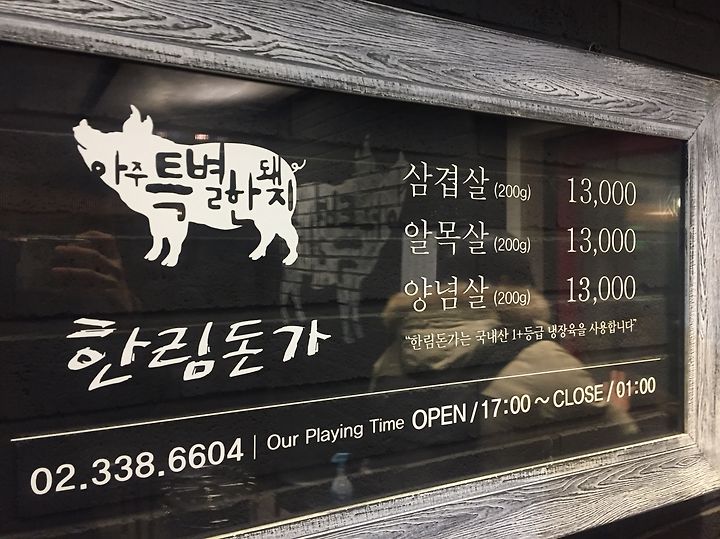 아주 특별한 돼지
한림돈가
삼겹살 (200g) 13,000
알목살 (200g) 13,000
양념살 (200g) 13,000
"한림돈가는 국내산 1+등급 냉장육을 사용합니다"
02.338.6604 | Our Playing Time OPEN / 17:00 ~ CLOSE / 01:00